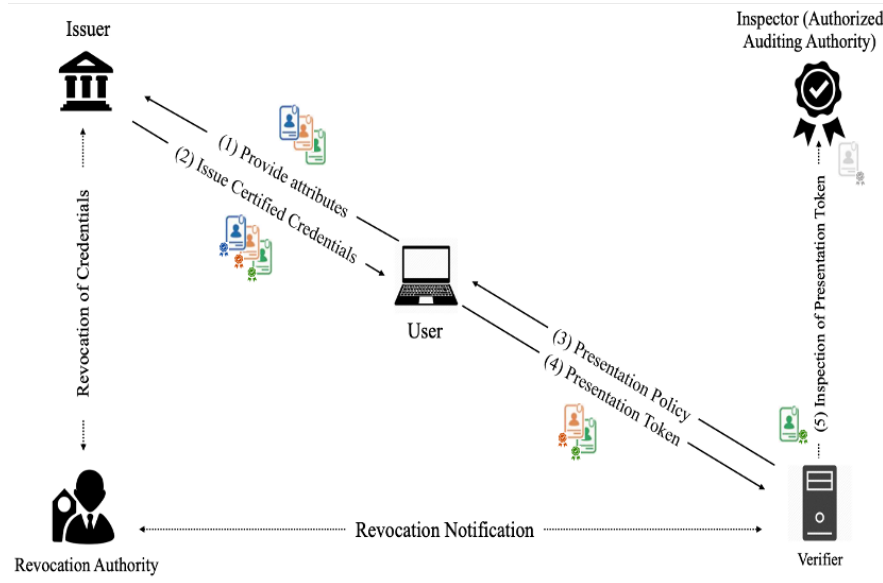 Issuer
Inspector (Authorized
Auditing Authority)
(1) Provide attributes
(2) Issue Certified Credentials
Revocation of Credentials
User
(3) Presentation Policy
(4) Presentation Token
(5) Inspection of Presentation Token
Revocation Notification
Revocation Authority
Verifier